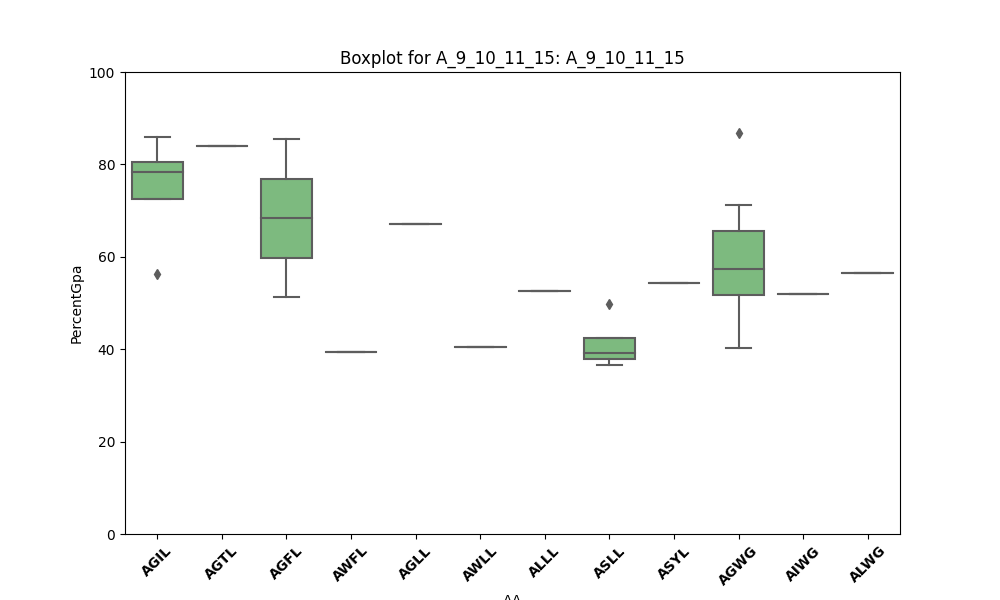 Boxplot for A_9_10_11_15: A_9_10_11_15
PercentGpa
100
80
60
40
20
0
AGIL
AGTL
AGFL
AWFL
AGLL
AWLL
ALLL
ASLL
ASYL
AGWG
AIWG
ALWG
AA